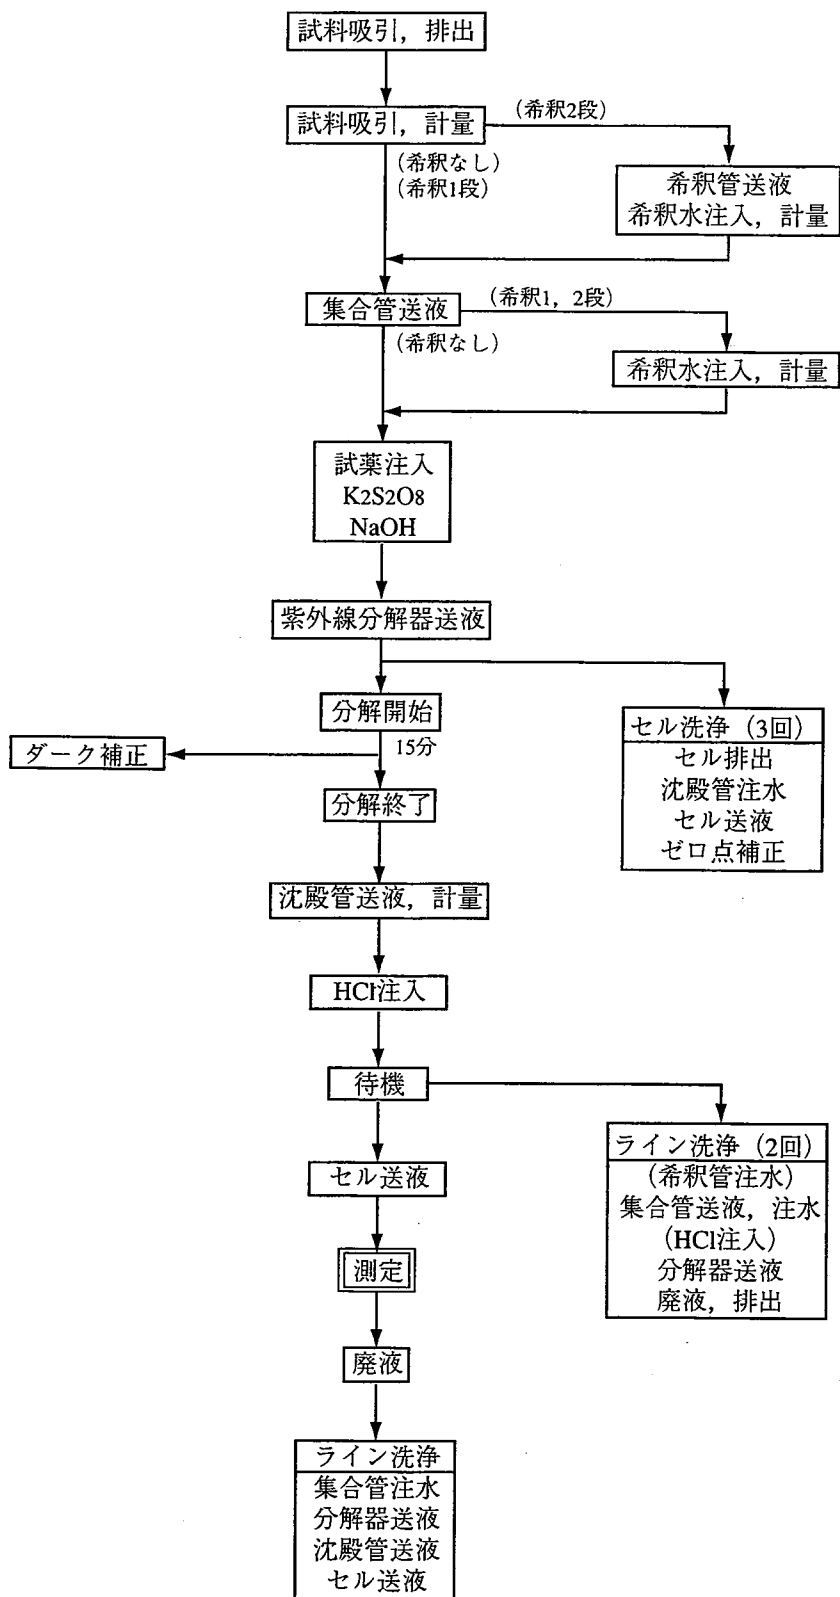 試料吸引，排出
試料吸引，計量
(希釈2段)
(希釈なし)
(希釈1段)
希釈管送液
希釈水注入，計量
集合管送液
(希釈1，2段)
(希釈なし)
希釈水注入，計量
試薬注入
K2S2O8
NaOH
紫外線分解器送液
分解開始
セル洗浄（3回）
セル排出
沈殿管注水
セル送液
ゼロ点補正
15分
ダーク補正
分解終了
沈殿管送液，計量
HCl注入
待機
ライン洗浄（2回）
(希釈管注水)
集合管送液，注水
(HCl注入)
分解器送液
廃液，排出
セル送液
測定
廃液
ライン洗浄
集合管注水
分解器送液
沈殿管送液
セル送液